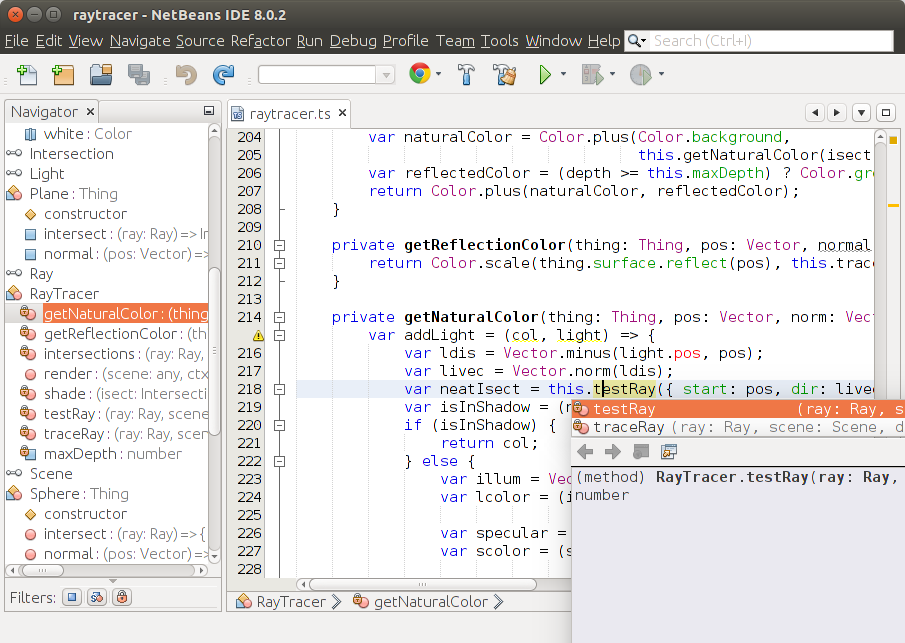 raytracer - NetBeans IDE 8.0.2
File Edit View Navigate Source Refactor Run Debug Profile Team Tools Window Help Search (Ctrl+I)
Navigator
white : Color
Intersection
Light
Plane : Thing
constructor
intersect : (ray: Ray) => In
normal : (pos: Vector) =>
Ray
RayTracer
getNaturalColor : (thing
getReflectionColor : (th
intersections : (ray: Ray,
render : (scene: any, ctx
shade : (isect: Intersecti
testRay : (ray: Ray, scene
traceRay : (ray: Ray, scer
maxDepth : number
Scene
Sphere : Thing
constructor
intersect : (ray: Ray) => {
normal : (pos: Vector) =>
Filters:
raytracer.ts
204 var naturalColor = Color.plus(Color.background,
205 this.getNaturalColor(isect
206 var reflectedColor = (depth >= this.maxDepth) ? Color.gr
207 return Color.plus(naturalColor, reflectedColor);
208 }
209
210 private getReflectionColor(thing: Thing, pos: Vector, normal
211 return Color.scale(thing.surface.reflect(pos), this.trace
212 }
213
214 private getNaturalColor(thing: Thing, pos: Vector, norm: Vect
var addLight = (col, light) => {
216 var ldis = Vector.minus(light.pos, pos);
217 var livec = Vector.norm(ldis);
218 var neatIsect = this.testRay({ start: pos, dir: livec
219 var isInShadow = (n
220 if (isInShadow) {
221 return col;
222 } else {
223 var illum = Vec
224 var lcolor = (i
225
226 var specular =
227 var scolor = (s
228
testRay (ray: Ray, s
traceRay (ray: Ray, scene: Scene, d
(method) RayTracer.testRay(ray: Ray,
number
RayTracer getNaturalColor